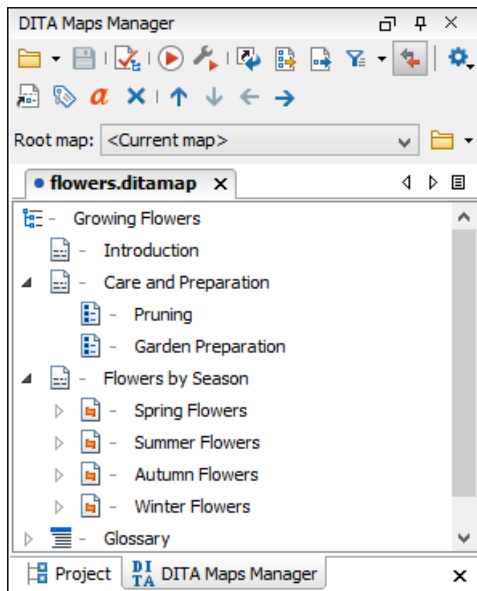 DITA Maps Manager
Root map: <Current map>
flowers.ditamap
Growing Flowers
Introduction
Care and Preparation
Pruning
Garden Preparation
Flowers by Season
Spring Flowers
Summer Flowers
Autumn Flowers
Winter Flowers
Glossary
Project DITA DITA Maps Manager